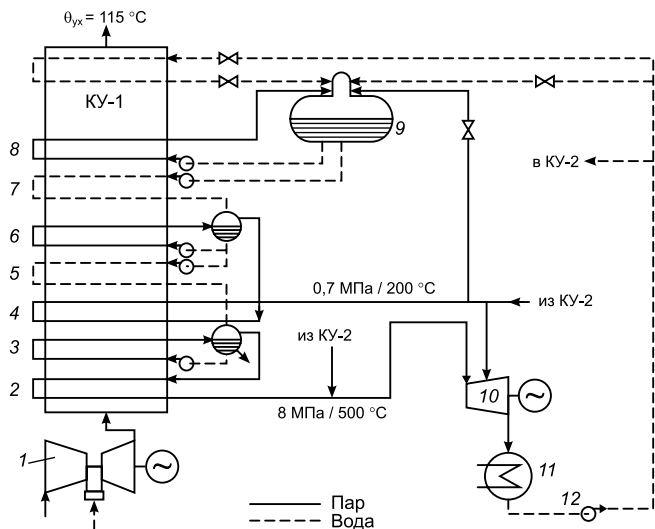 θух = 115 °C
КУ-1
8
9
7
в КУ-2
6
5
0,7 МПа / 200 °C
из КУ-2
4
3
из КУ-2
2
10
8 МПа / 500 °C
1
11
12
Пар
Вода